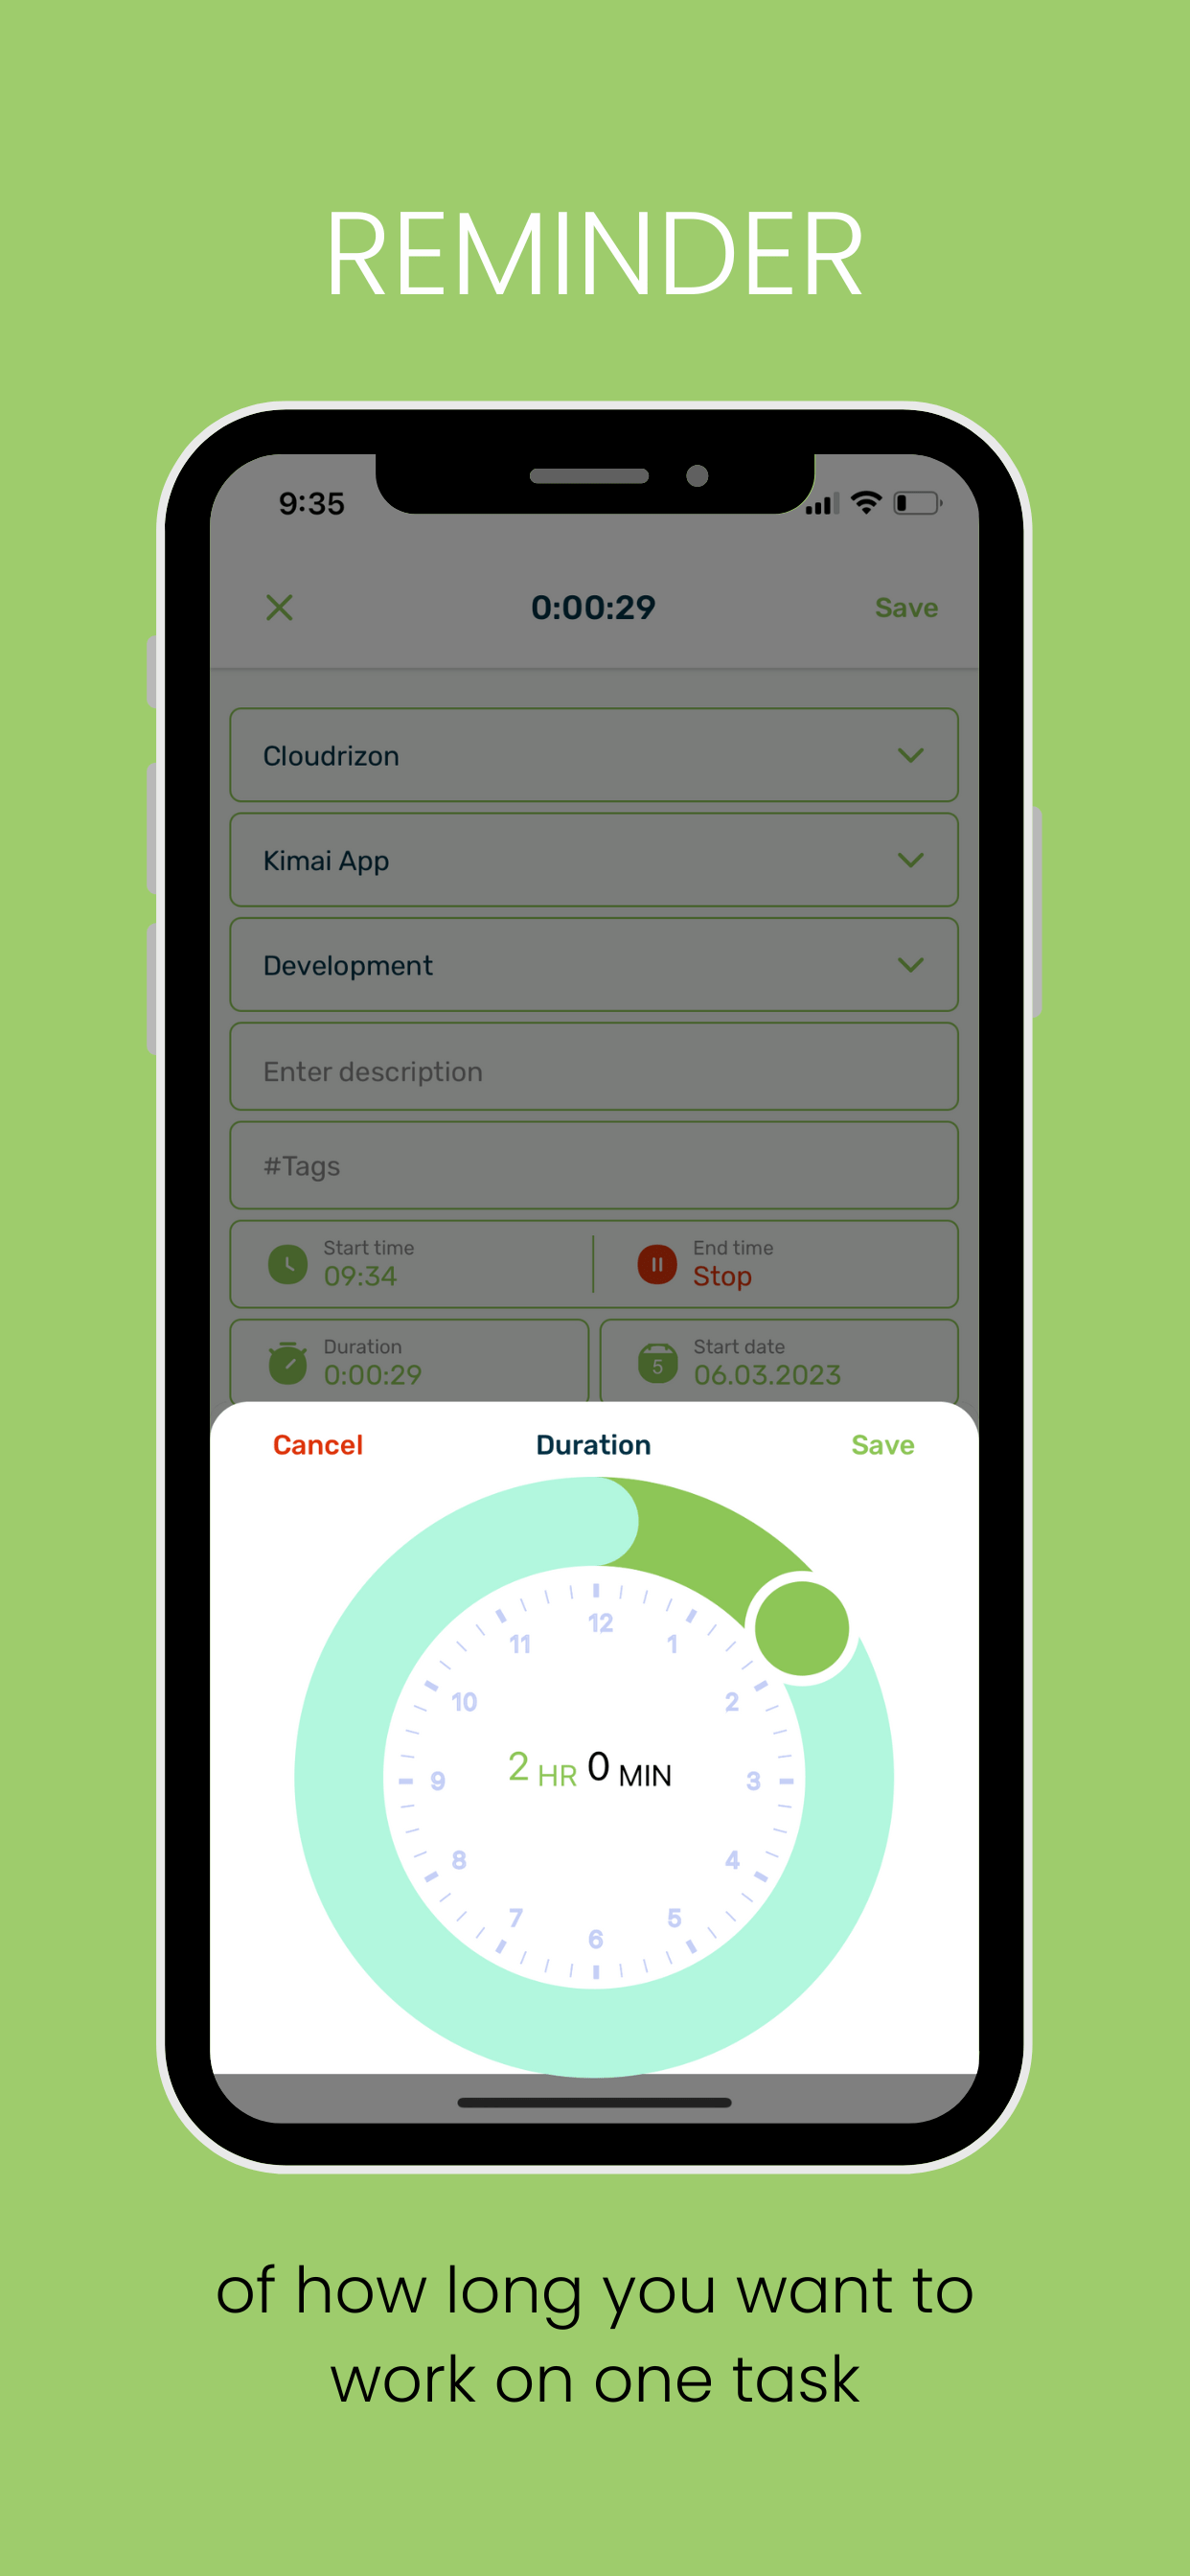 REMINDER
9:35
0:00:29 Save
Cloudrizon
Kimai App
Development
Enter description
#Tags
Start time End time
09:34 Stop
Duration Start date
0:00:29 5 06.03.2023
Cancel Duration Save
12
11 1
10 2
2 HR 0 MIN
9 3
8 4
7 5
6
of how long you want to
work on one task